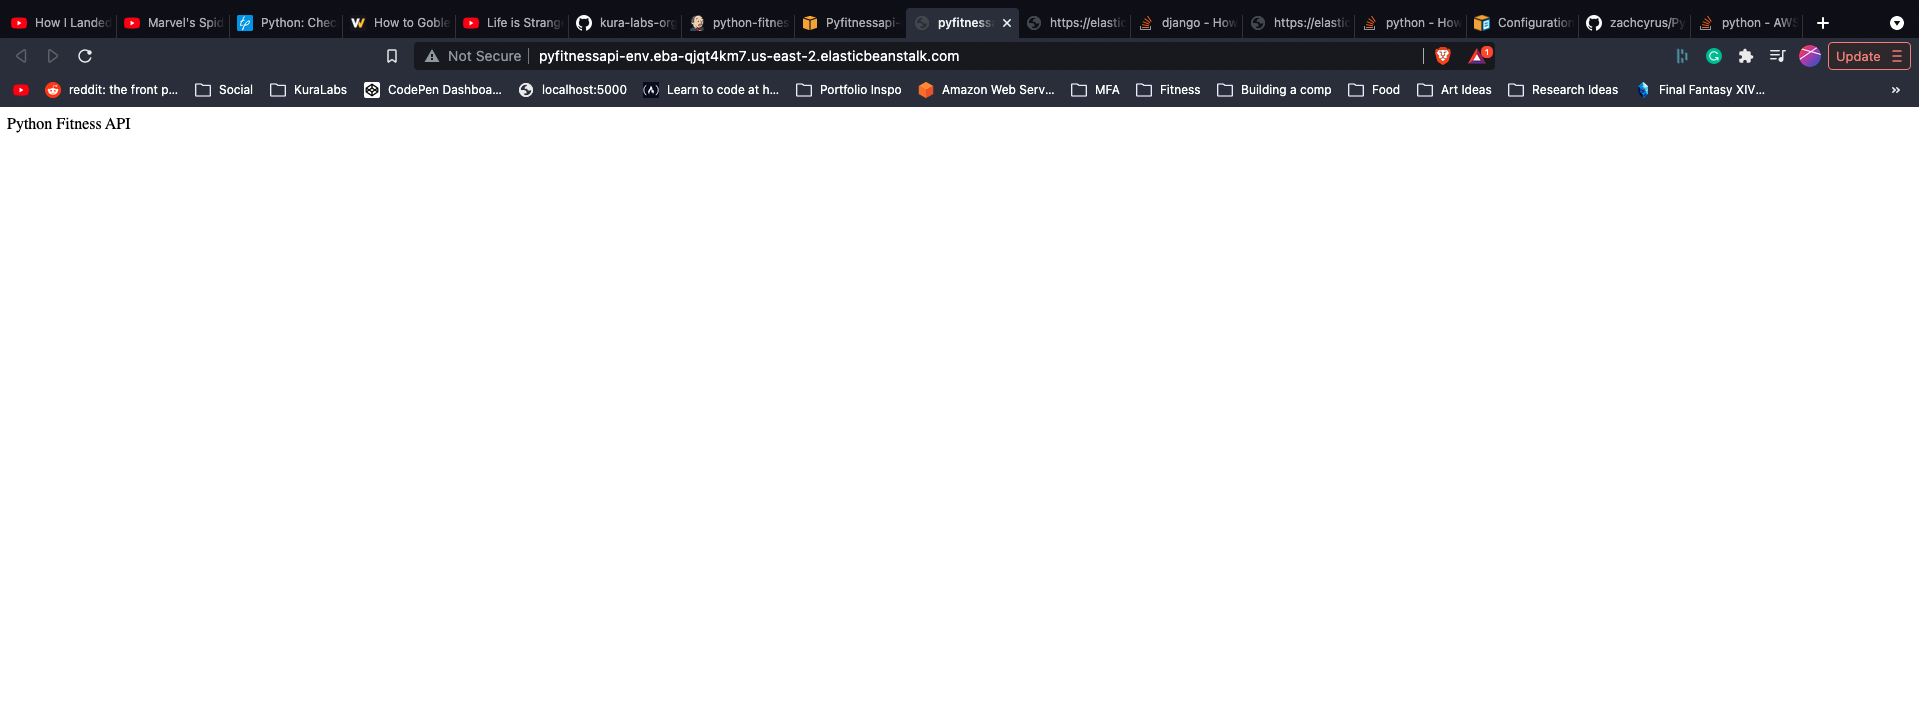 How I Landed
Marvel's Spid
Python: Chec
How to Goble
Life is Strang
kura-labs-org
python-fitnes
Pyfitnessapi-
pyfitness
https://elastic
django - How
https://elastic
python - How
Configuration
zachcyrus/Py
python - AWS
Not Secure pyfitnessapi-env.eba-qjqt4km7.us-east-2.elasticbeanstalk.com
1
Update
reddit: the front p...
Social
KuraLabs
CodePen Dashboa...
localhost:5000
Learn to code at h...
Portfolio Inspo
Amazon Web Serv...
MFA
Fitness
Building a comp
Food
Art Ideas
Research Ideas
Final Fantasy XIV...
»
Python Fitness API